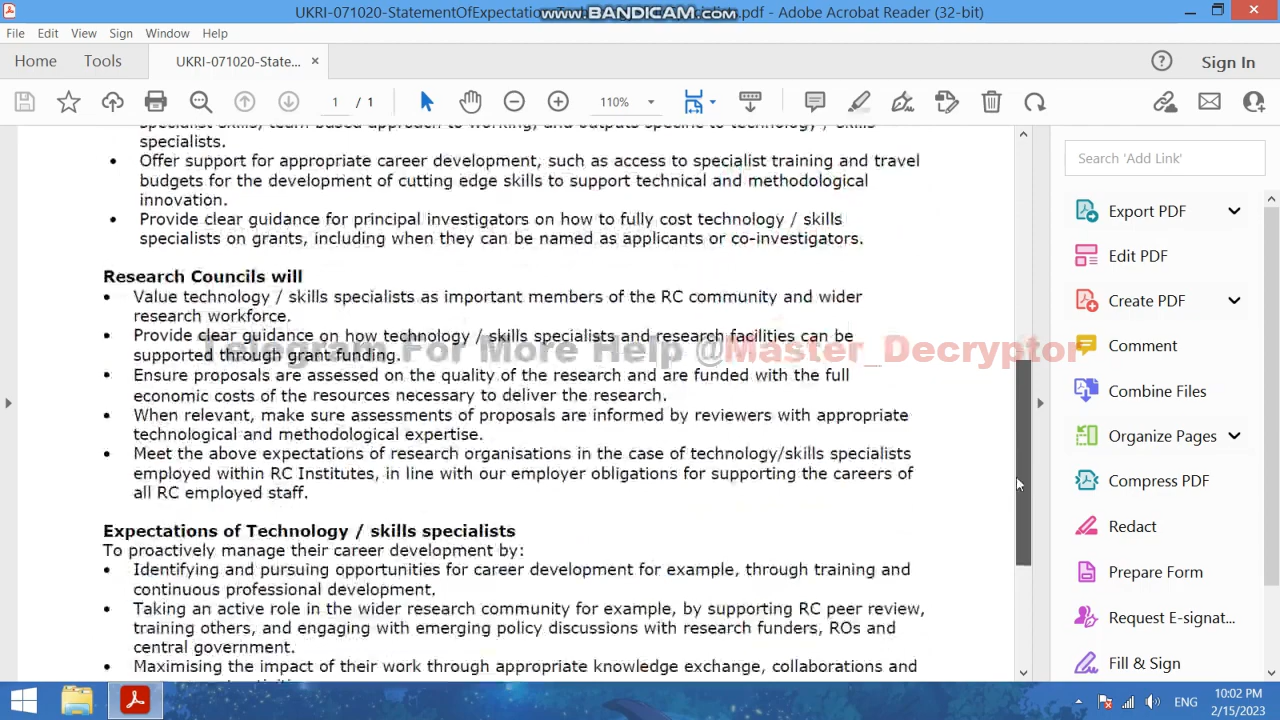 UKRI-071020-StatementOfExpectation
www.BANDICAM.com
.pdf - Adobe Acrobat Reader (32-bit)
File Edit View Sign Window Help
Home Tools UKRI-071020-State... × Sign In
1 / 1 110%
specialist skills, team based approach to working, and outputs specific to technology / skills
specialists.
• Offer support for appropriate career development, such as access to specialist training and travel
budgets for the development of cutting edge skills to support technical and methodological
innovation.
• Provide clear guidance for principal investigators on how to fully cost technology / skills
specialists on grants, including when they can be named as applicants or co-investigators.
Research Councils will
• Value technology / skills specialists as important members of the RC community and wider
research workforce.
• Provide clear guidance on how technology / skills specialists and research facilities can be
supported through grant funding.
Telegram For More Help @Master_Decryptor
• Ensure proposals are assessed on the quality of the research and are funded with the full
economic costs of the resources necessary to deliver the research.
• When relevant, make sure assessments of proposals are informed by reviewers with appropriate
technological and methodological expertise.
• Meet the above expectations of research organisations in the case of technology/skills specialists
employed within RC Institutes, in line with our employer obligations for supporting the careers of
all RC employed staff.
Expectations of Technology / skills specialists
To proactively manage their career development by:
• Identifying and pursuing opportunities for career development for example, through training and
continuous professional development.
• Taking an active role in the wider research community for example, by supporting RC peer review,
training others, and engaging with emerging policy discussions with research funders, ROs and
central government.
• Maximising the impact of their work through appropriate knowledge exchange, collaborations and
Search 'Add Link'
Export PDF
Edit PDF
Create PDF
Comment
Combine Files
Organize Pages
Compress PDF
Redact
Prepare Form
Request E-signat...
Fill & Sign
ENG
10:02 PM
2/15/2023